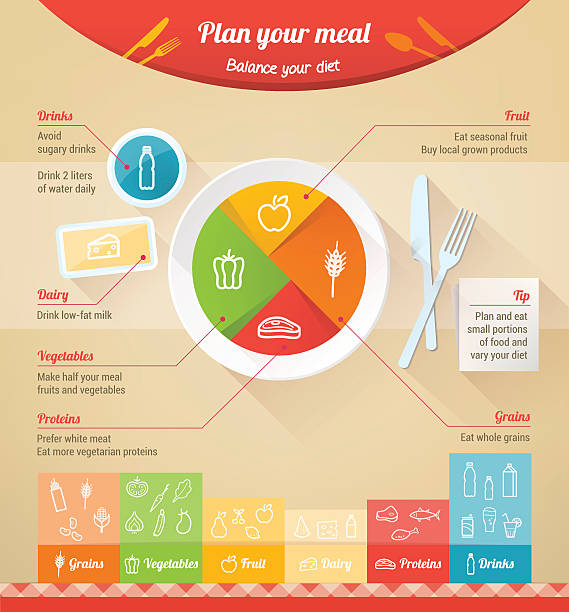 Plan your meal
Balance your diet
Drinks
Avoid
sugary drinks
Drink 2 liters
of water daily
Fruit
Eat seasonal fruit
Buy local grown products
Dairy
Drink low-fat milk
Tip
Plan and eat
small portions
of food and
vary your diet
Vegetables
Make half your meal
fruits and vegetables
Proteins
Prefer white meat
Eat more vegetarian proteins
Grains
Eat whole grains
Grains
Vegetables
Fruit
Dairy
Proteins
Drinks